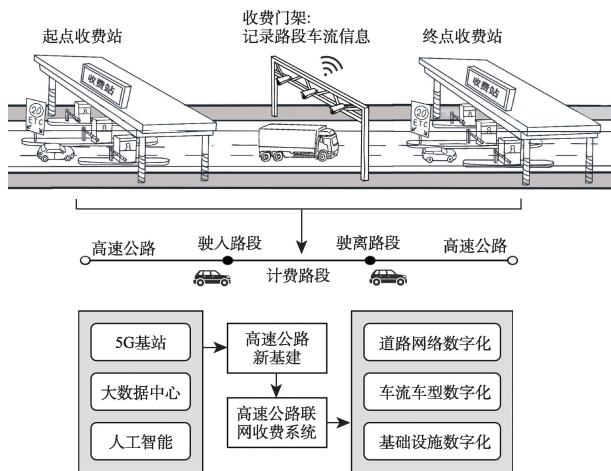 收费门架:
起点收费站
记录路段车流信息
终点收费站
收费站
收费站
20
ETC
20
ETC
高速公路
驶入路段
驶离路段
高速公路
计费路段
5G基站
大数据中心
人工智能
高速公路
新基建
高速公路联
网收费系统
道路网络数字化
车流车型数字化
基础设施数字化